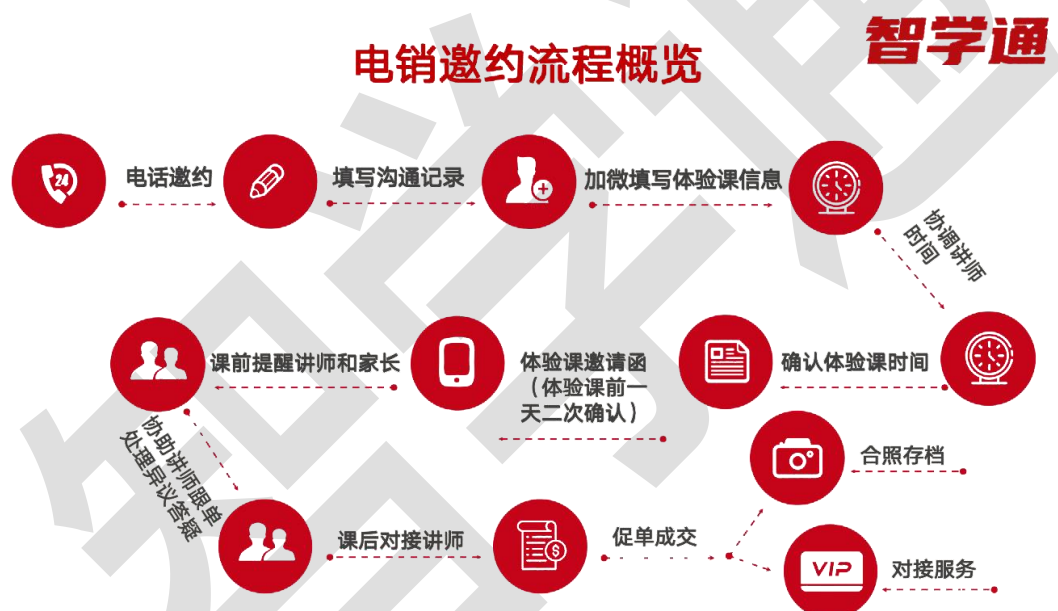 智学通
电销邀约流程概览
24
电话邀约
填写沟通记录
加微填写体验课信息
协调讲师
时间
确认体验课时间
体验课邀请函
（体验课前一
天二次确认）
课前提醒讲师和家长
协助讲师跟单
处理异议答疑
课后对接讲师
$
促单成交
合照存档
VIP
对接服务
智学通